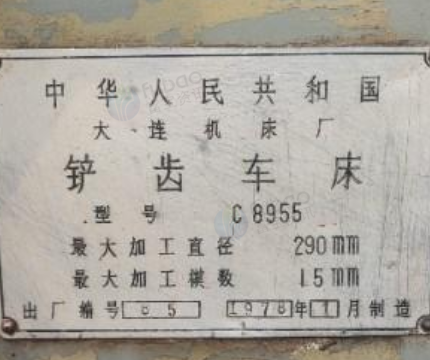 中华人民共和国
大连机床厂
铲齿车床
型号 C8955
最大加工直径 290mm
最大加工模数 15mm
出厂编号 85 1978年1月制造